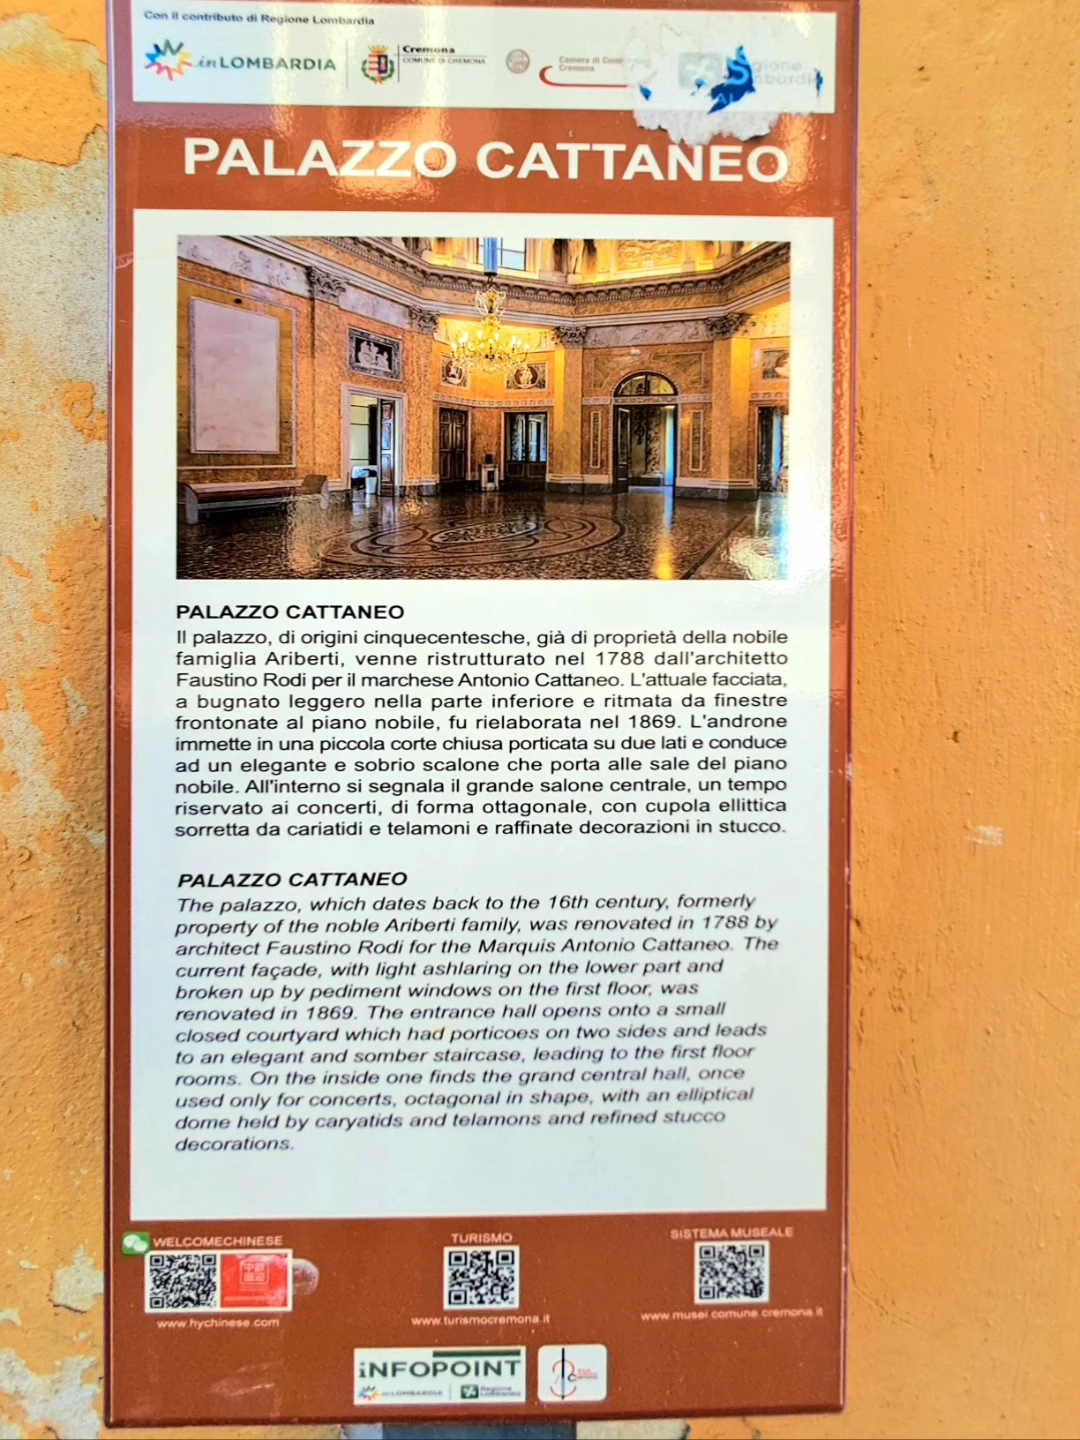 Con il contributo di Regione Lombardia
inLOMBARDIA
Cremona
COMUNE DI CREMONA
Camera di
Cremona
PALAZZO CATTANEO
PALAZZO CATTANEO
Il palazzo, di origini cinquecentesche, già di proprietà della nobile
famiglia Ariberti, venne ristrutturato nel 1788 dall'architetto
Faustino Rodi per il marchese Antonio Cattaneo. L'attuale facciata,
a bugnato leggero nella parte inferiore e ritmata da finestre
frontonate al piano nobile, fu rielaborata nel 1869. L'androne
immette in una piccola corte chiusa porticata su due lati e conduce
ad un elegante e sobrio scalone che porta alle sale del piano
nobile. All'interno si segnala il grande salone centrale, un tempo
riservato ai concerti, di forma ottagonale, con cupola ellittica
sorretta da cariatidi e telamoni e raffinate decorazioni in stucco.
PALAZZO CATTANEO
The palazzo, which dates back to the 16th century, formerly
property of the noble Ariberti family, was renovated in 1788 by
architect Faustino Rodi for the Marquis Antonio Cattaneo. The
current façade, with light ashlaring on the lower part and
broken up by pediment windows on the first floor, was
renovated in 1869. The entrance hall opens onto a small
closed courtyard which had porticoes on two sides and leads
to an elegant and somber staircase, leading to the first floor
rooms. On the inside one finds the grand central hall, once
used only for concerts, octagonal in shape, with an elliptical
dome held by caryatids and telamons and refined stucco
decorations.
WELCOMECHINESE
TURISMO
SISTEMA MUSEALE
www.hychinese.com
www.turismocremona.it
www.musei.comune.cremona.it
iNFOPOINT
inLOMBARDIA
Regione
Lombardia